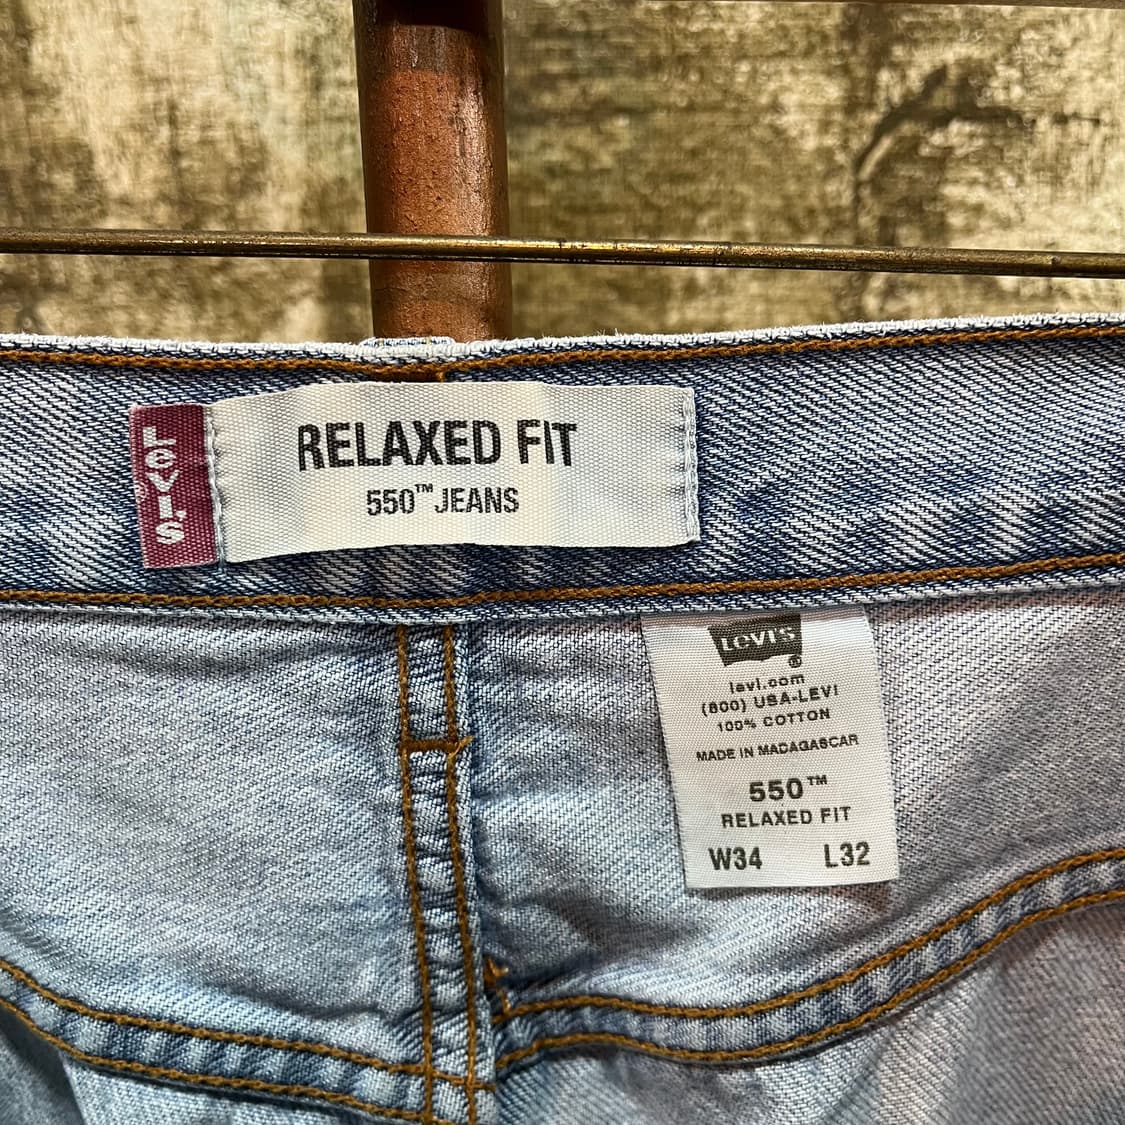 Levi's
RELAXED FIT
550™ JEANS
LEVI'S
®
levi.com
(800) USA-LEVI
100% COTTON
MADE IN MADAGASCAR
550™
RELAXED FIT
W34 L32